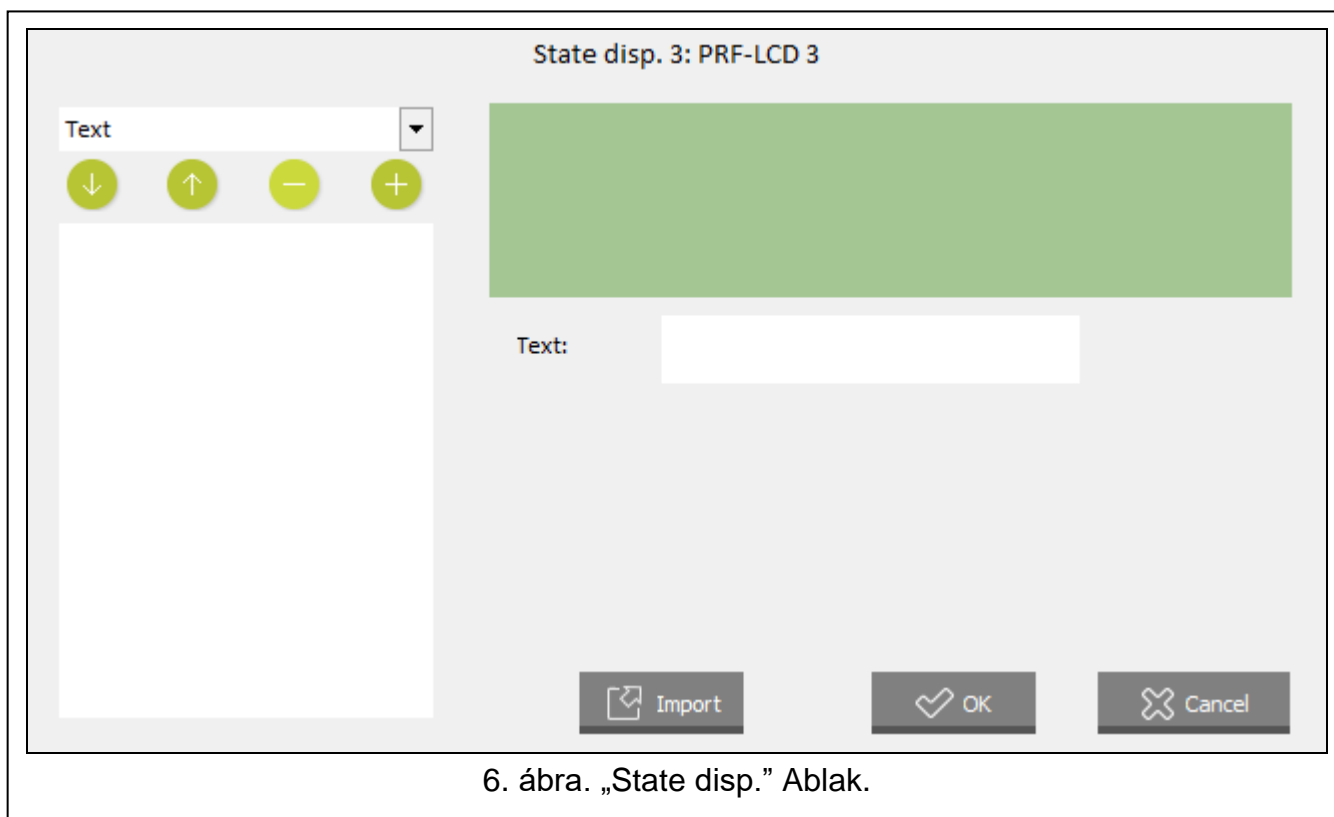 State disp. 3: PRF-LCD 3
Text
Text:
Import
OK
Cancel
6. ábra. „State disp.” Ablak.